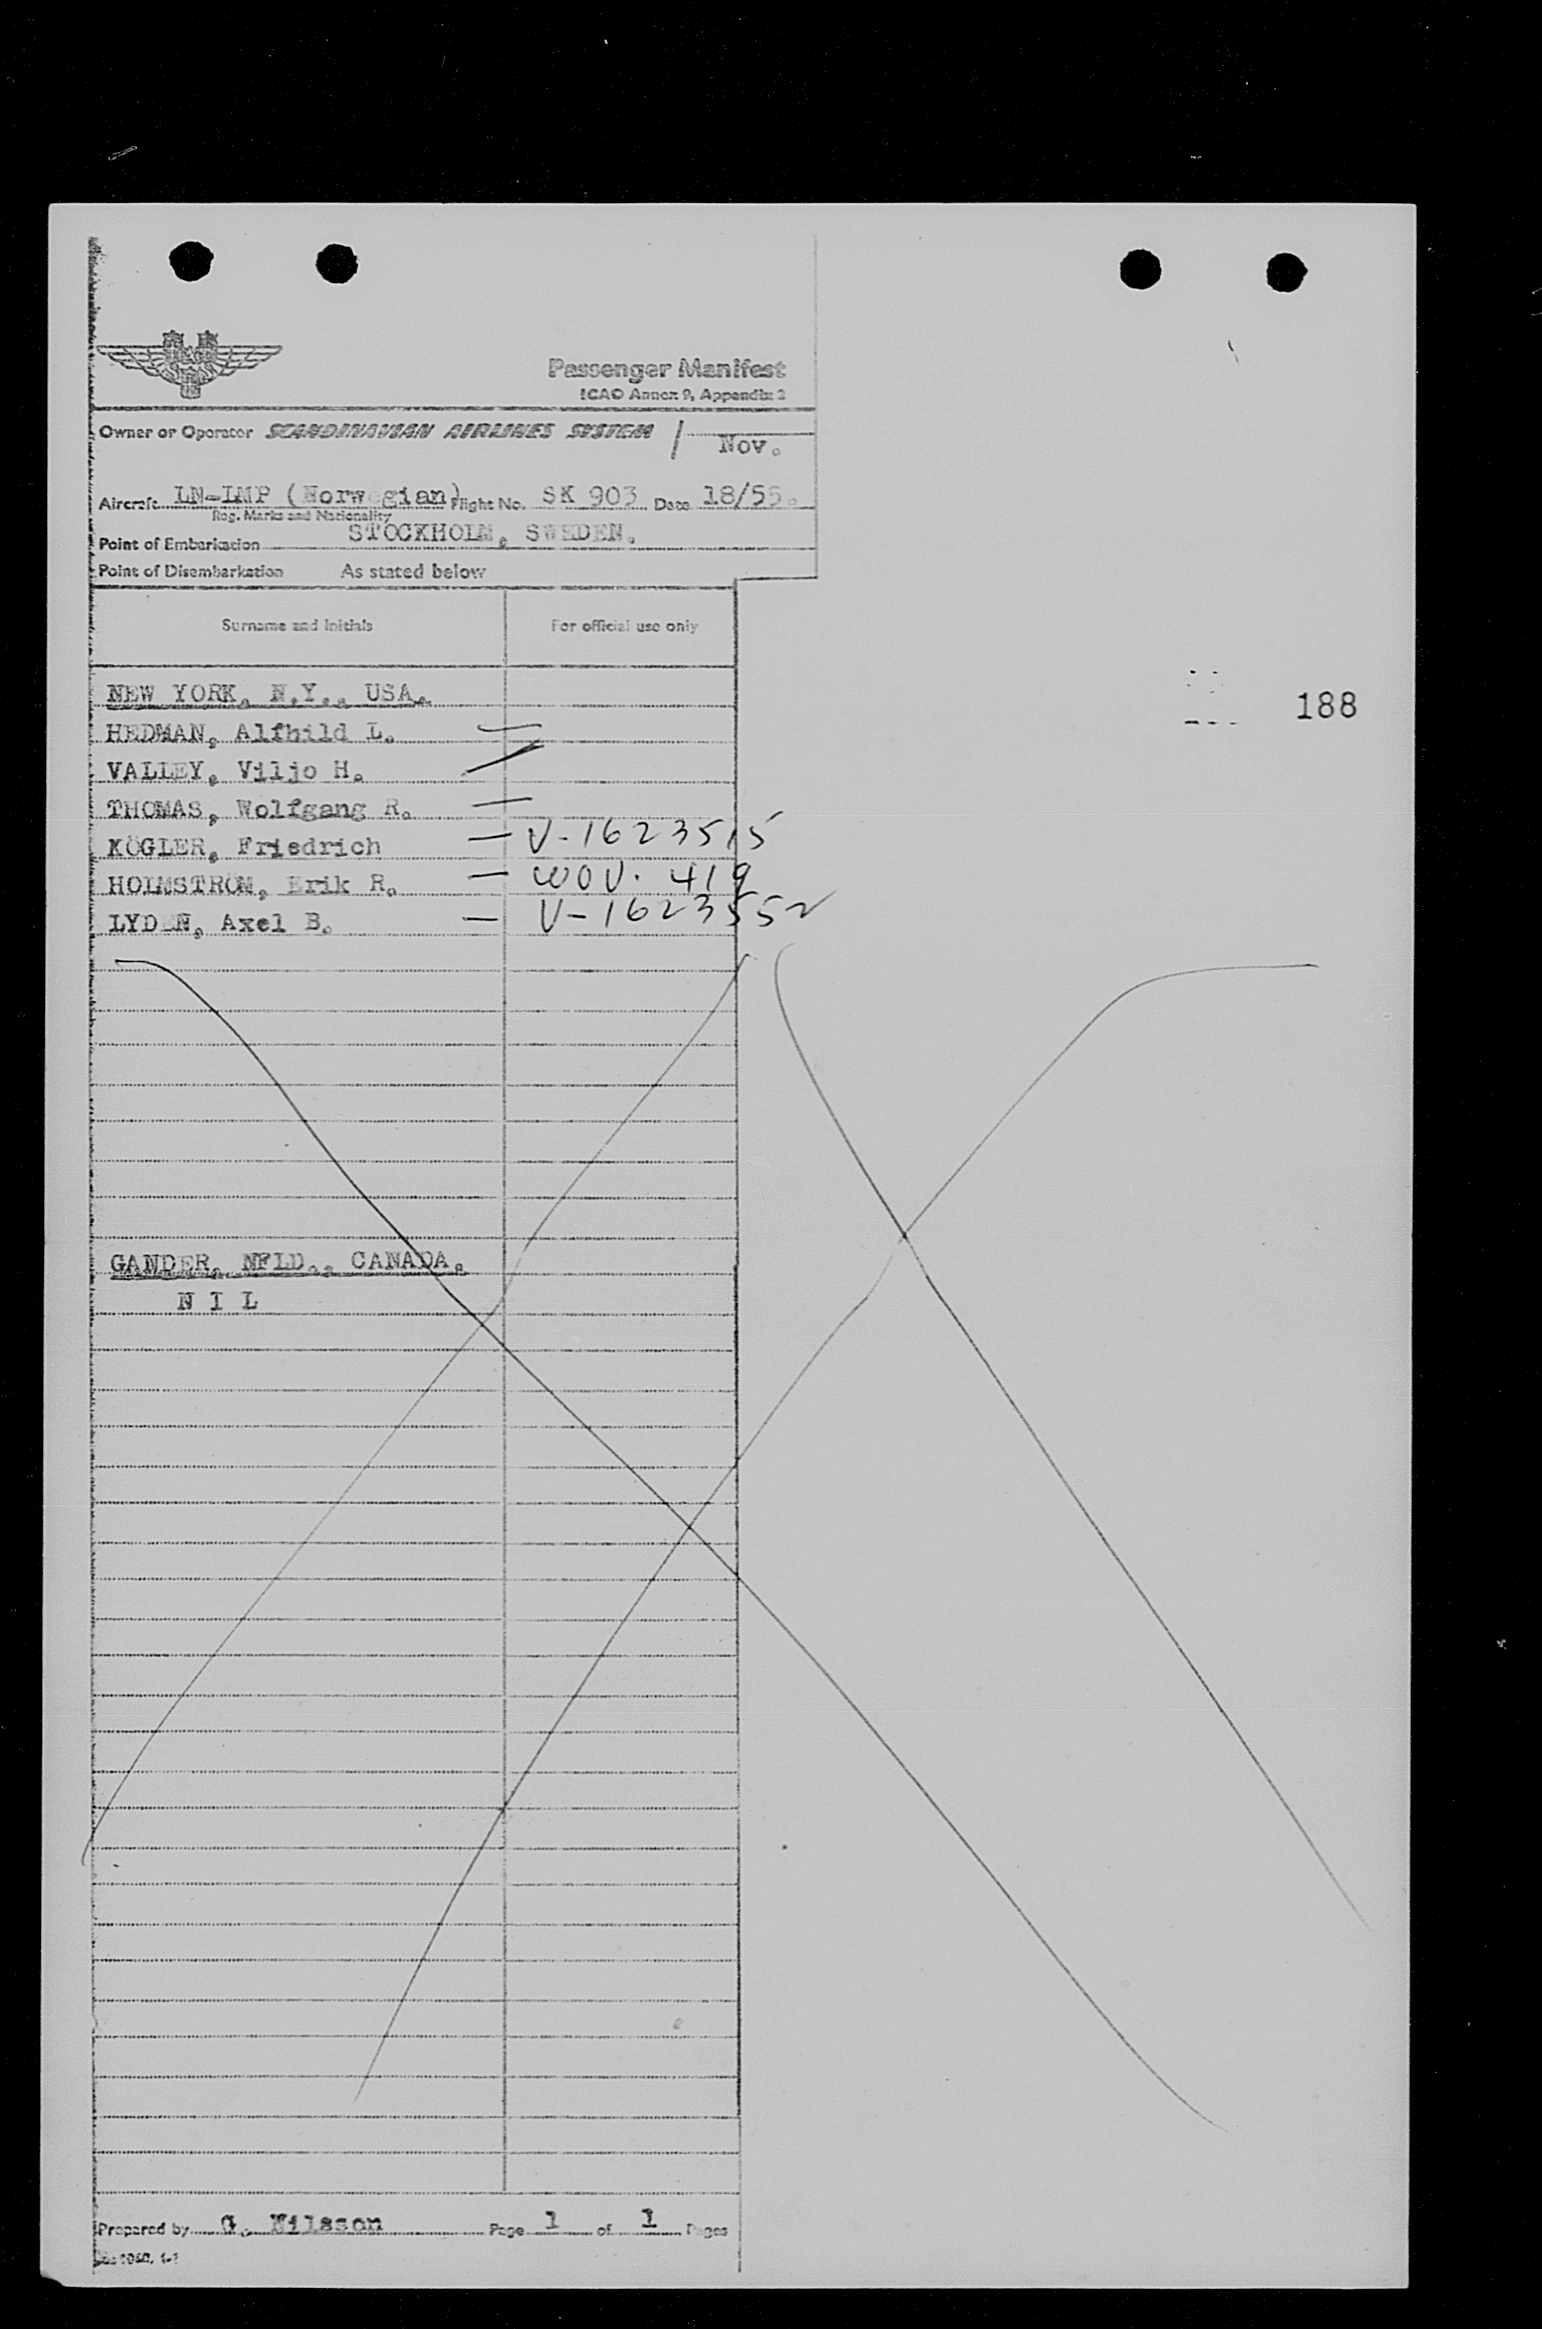 Passenger Manifest
ICAO Annex 9, Appendix 2
Owner or Operator SCANDINAVIAN AIRLINES SYSTEM
Nov.
Aircraft LN-LMP (Norwegian) Flight No. SK 903 Date 18/55.
Reg. Marks and Nationality
Point of Embarkation STOCKHOLM, SWEDEN.
Point of Disembarkation As stated below
Surname and initials For official use only
NEW YORK, N.Y., USA.
188
HEDMAN, Alfhild L.
VALLEY, Viljo H.
THOMAS, Wolfgang R.
KÖGLER, Friedrich — V-1623515
HOLMSTRÖM, Erik R. — WOV. 419
LYDEN, Axel B. — V-1623552
GANDER, NFLD., CANADA.
N I L
Prepared by G. Nilsson Page 1 of 1 Pages